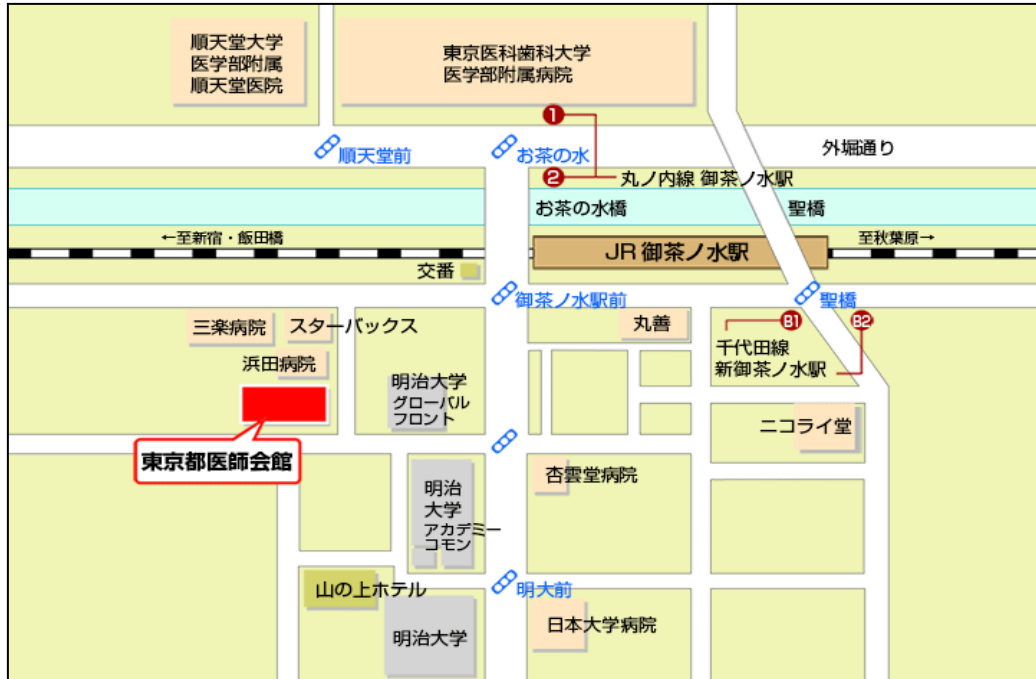 順天堂大学
医学部附属
順天堂医院
東京医科歯科大学
医学部附属病院
1
順天堂前
お茶の水
外堀通り
2
丸ノ内線 御茶ノ水駅
お茶の水橋
聖橋
←至新宿・飯田橋
JR 御茶ノ水駅
至秋葉原→
交番
御茶ノ水駅前
聖橋
三楽病院
スターバックス
丸善
B1
B2
千代田線
新御茶ノ水駅
浜田病院
明治大学
グローバル
フロント
ニコライ堂
東京都医師会館
明治
大学
アカデミー
コモン
杏雲堂病院
山の上ホテル
明大前
明治大学
日本大学病院